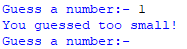 Guess a number:- 1
You guessed too small!
Guess a number:-